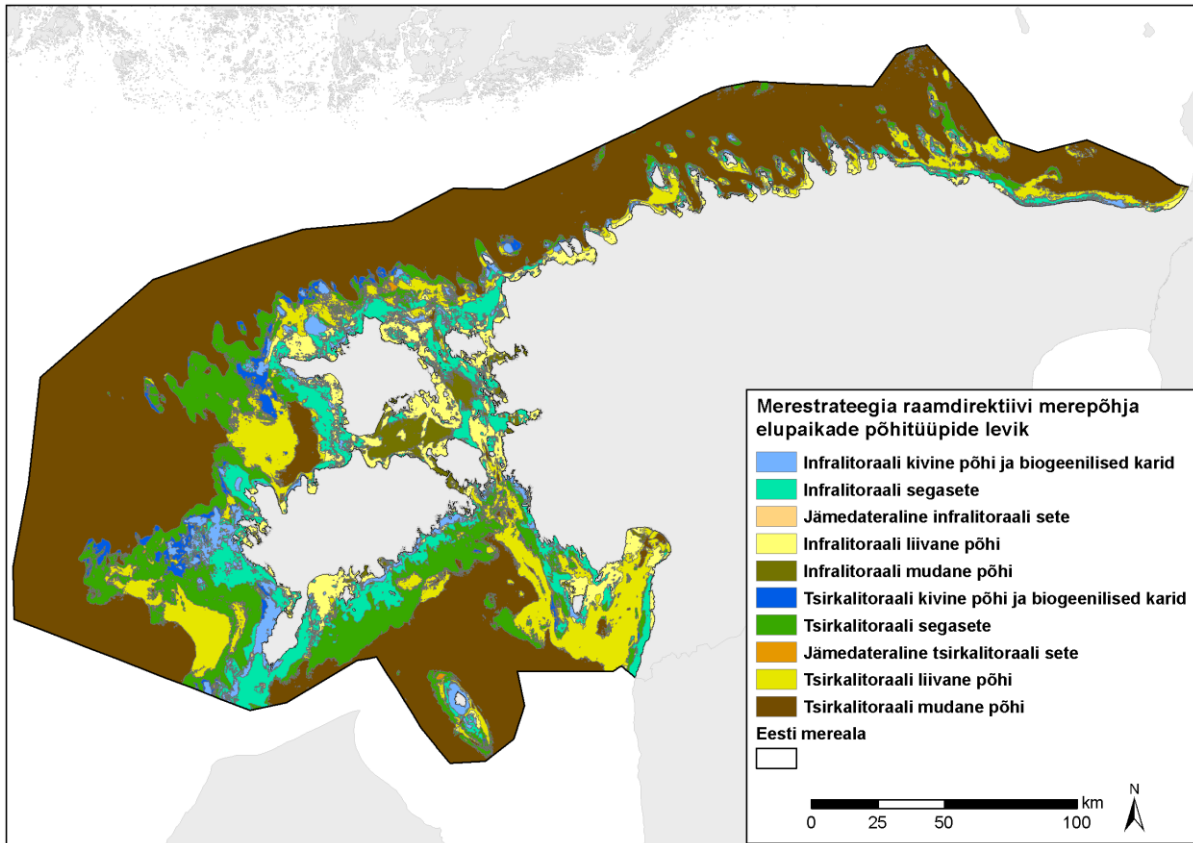 Merestrateegia raamdirektiivi merepõhja
elupaikade põhitüüpide levik
Infralitoraali kivine põhi ja biogeenilised karid
Infralitoraali segasete
Jämedateraline infralitoraali sete
Infralitoraali liivane põhi
Infralitoraali mudane põhi
Tsirkalitoraali kivine põhi ja biogeenilised karid
Tsirkalitoraali segasete
Jämedateraline tsirkalitoraali sete
Tsirkalitoraali liivane põhi
Tsirkalitoraali mudane põhi
Eesti mereala
km
0 25 50 100
N